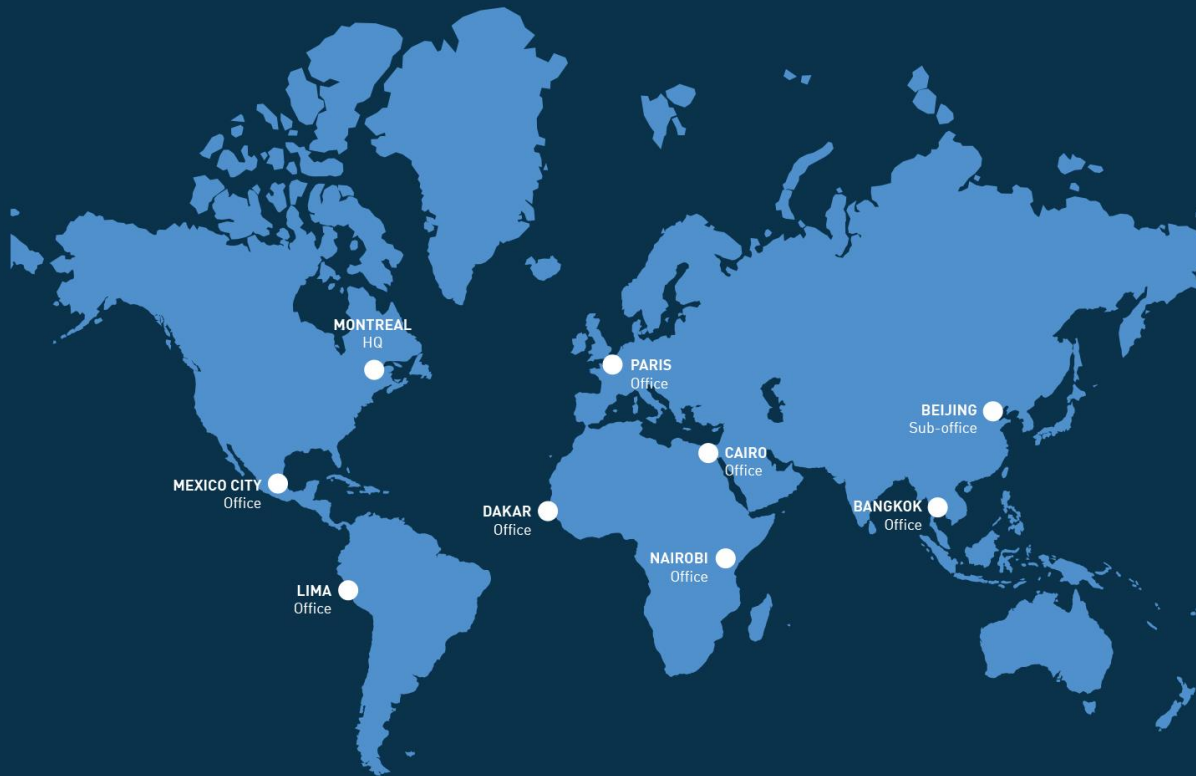 MONTREAL
HQ
PARIS
Office
BEIJING
Sub-office
CAIRO
Office
MEXICO CITY
Office
DAKAR
Office
BANGKOK
Office
NAIROBI
Office
LIMA
Office